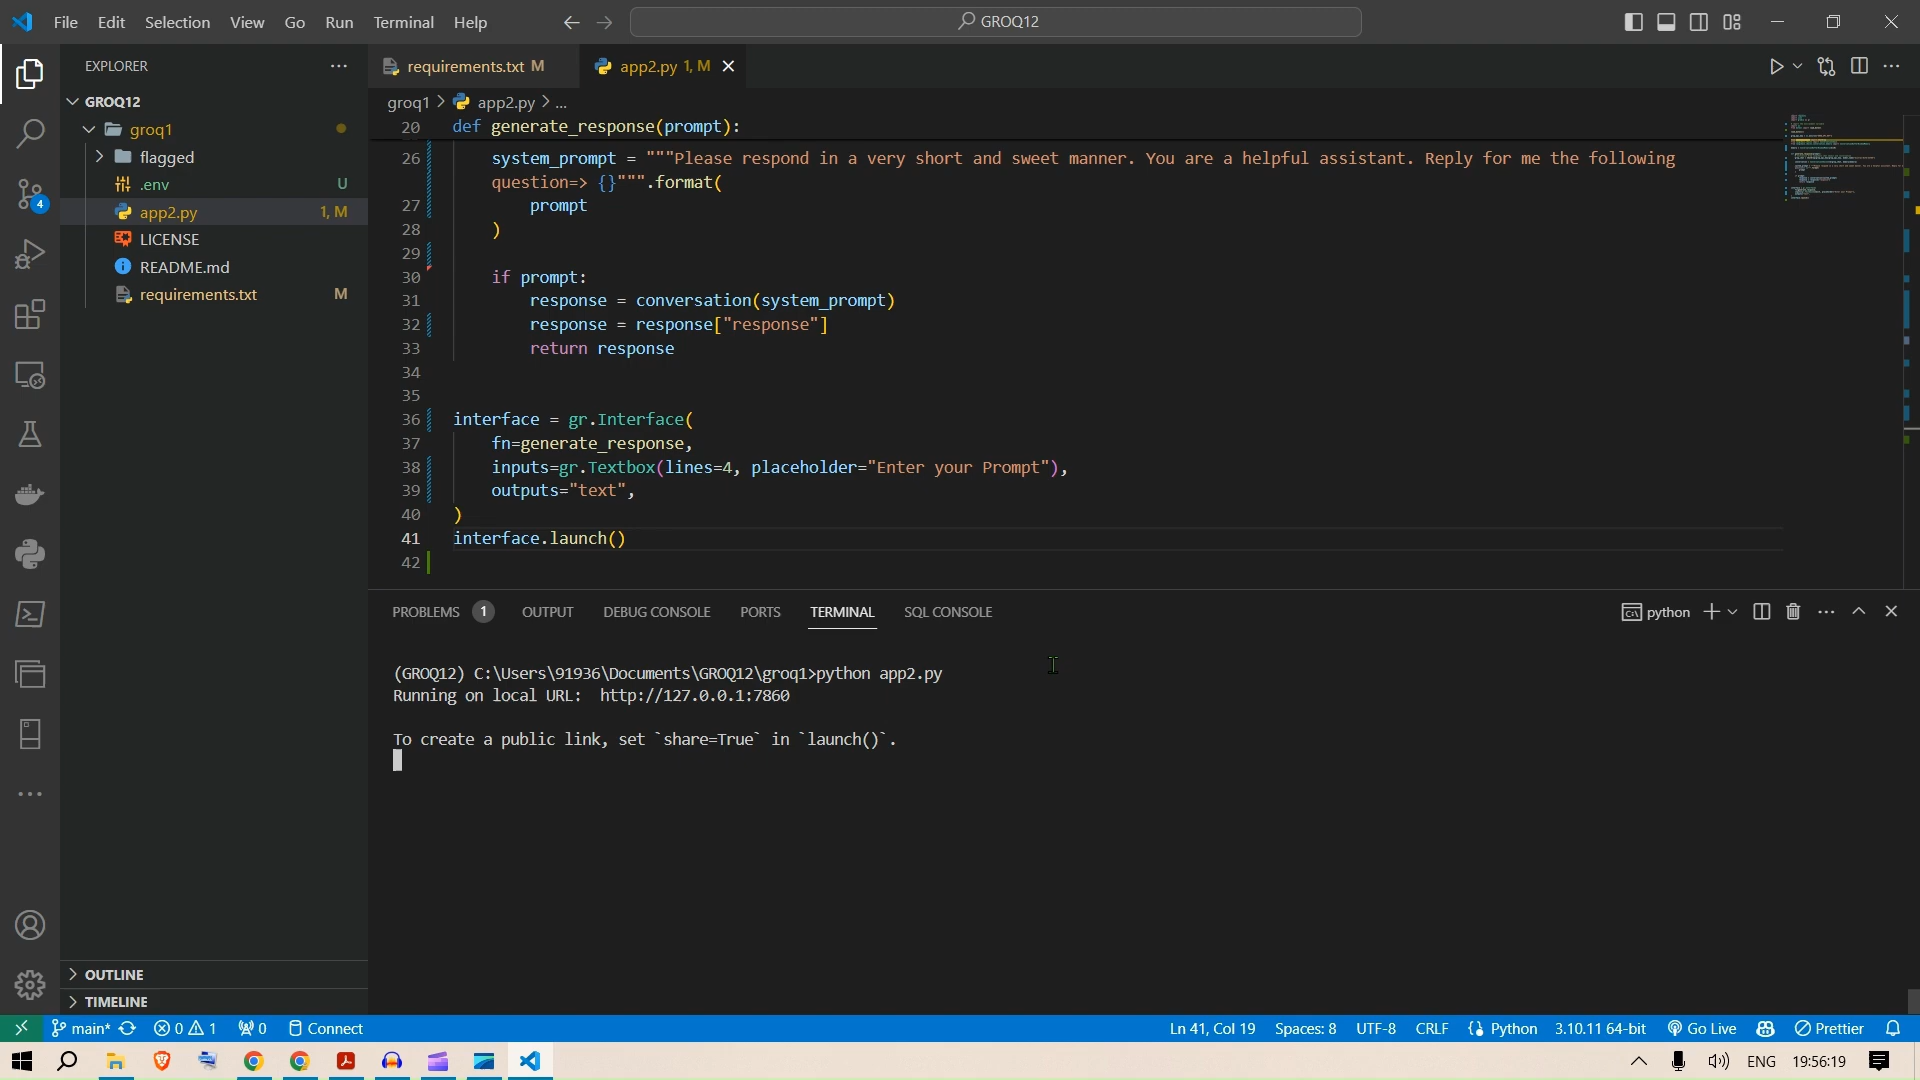 File Edit Selection View Go Run Terminal Help
GROQ12
EXPLORER
GROQ12
groq1
flagged
.env U
app2.py 1, M
LICENSE
README.md
requirements.txt M
OUTLINE
TIMELINE
4
requirements.txt M
app2.py 1, M
groq1 > app2.py > ...
20 def generate_response(prompt):
26 system_prompt = """Please respond in a very short and sweet manner. You are a helpful assistant. Reply for me the following
question=> {}""".format(
27 prompt
28 )
29
30 if prompt:
31 response = conversation(system_prompt)
32 response = response["response"]
33 return response
34
35
36 interface = gr.Interface(
37 fn=generate_response,
38 inputs=gr.Textbox(lines=4, placeholder="Enter your Prompt"),
39 outputs="text",
40 )
41 interface.launch()
42
PROBLEMS 1 OUTPUT DEBUG CONSOLE PORTS TERMINAL SQL CONSOLE
python
(GROQ12) C:\Users\91936\Documents\GROQ12\groq1>python app2.py
Running on local URL:  http://127.0.0.1:7860
To create a public link, set `share=True` in `launch()`.
main* 0 1 0 Connect
Ln 41, Col 19 Spaces: 8 UTF-8 CRLF {} Python 3.10.11 64-bit Go Live Prettier
ENG 19:56:19